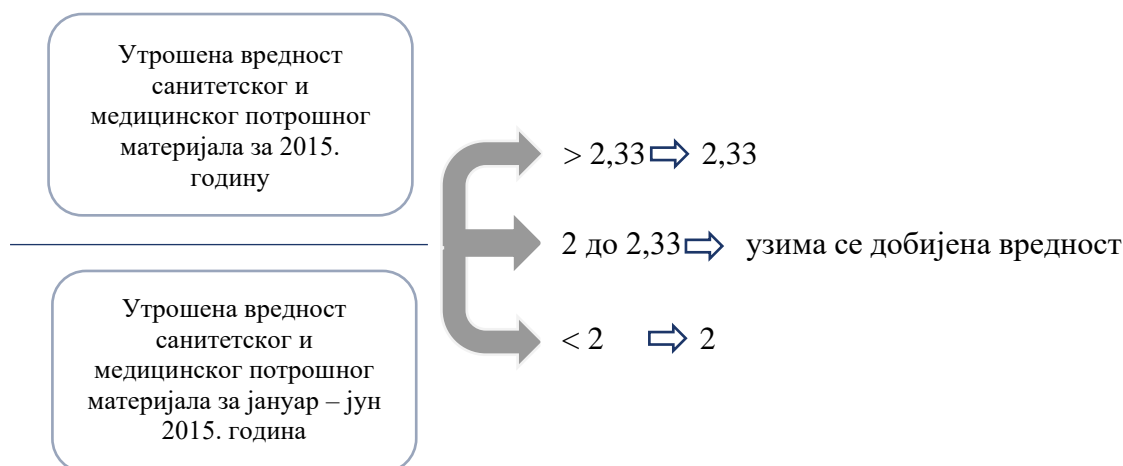 Утрошена вредност
санитетског и
медицинског потрошног
материјала за 2015.
годину
> 2,33 2,33
2 до 2,33 узима се добијена вредност
< 2 2
Утрошена вредност
санитетског и
медицинског потрошног
материјала за јануар – јун
2015. година